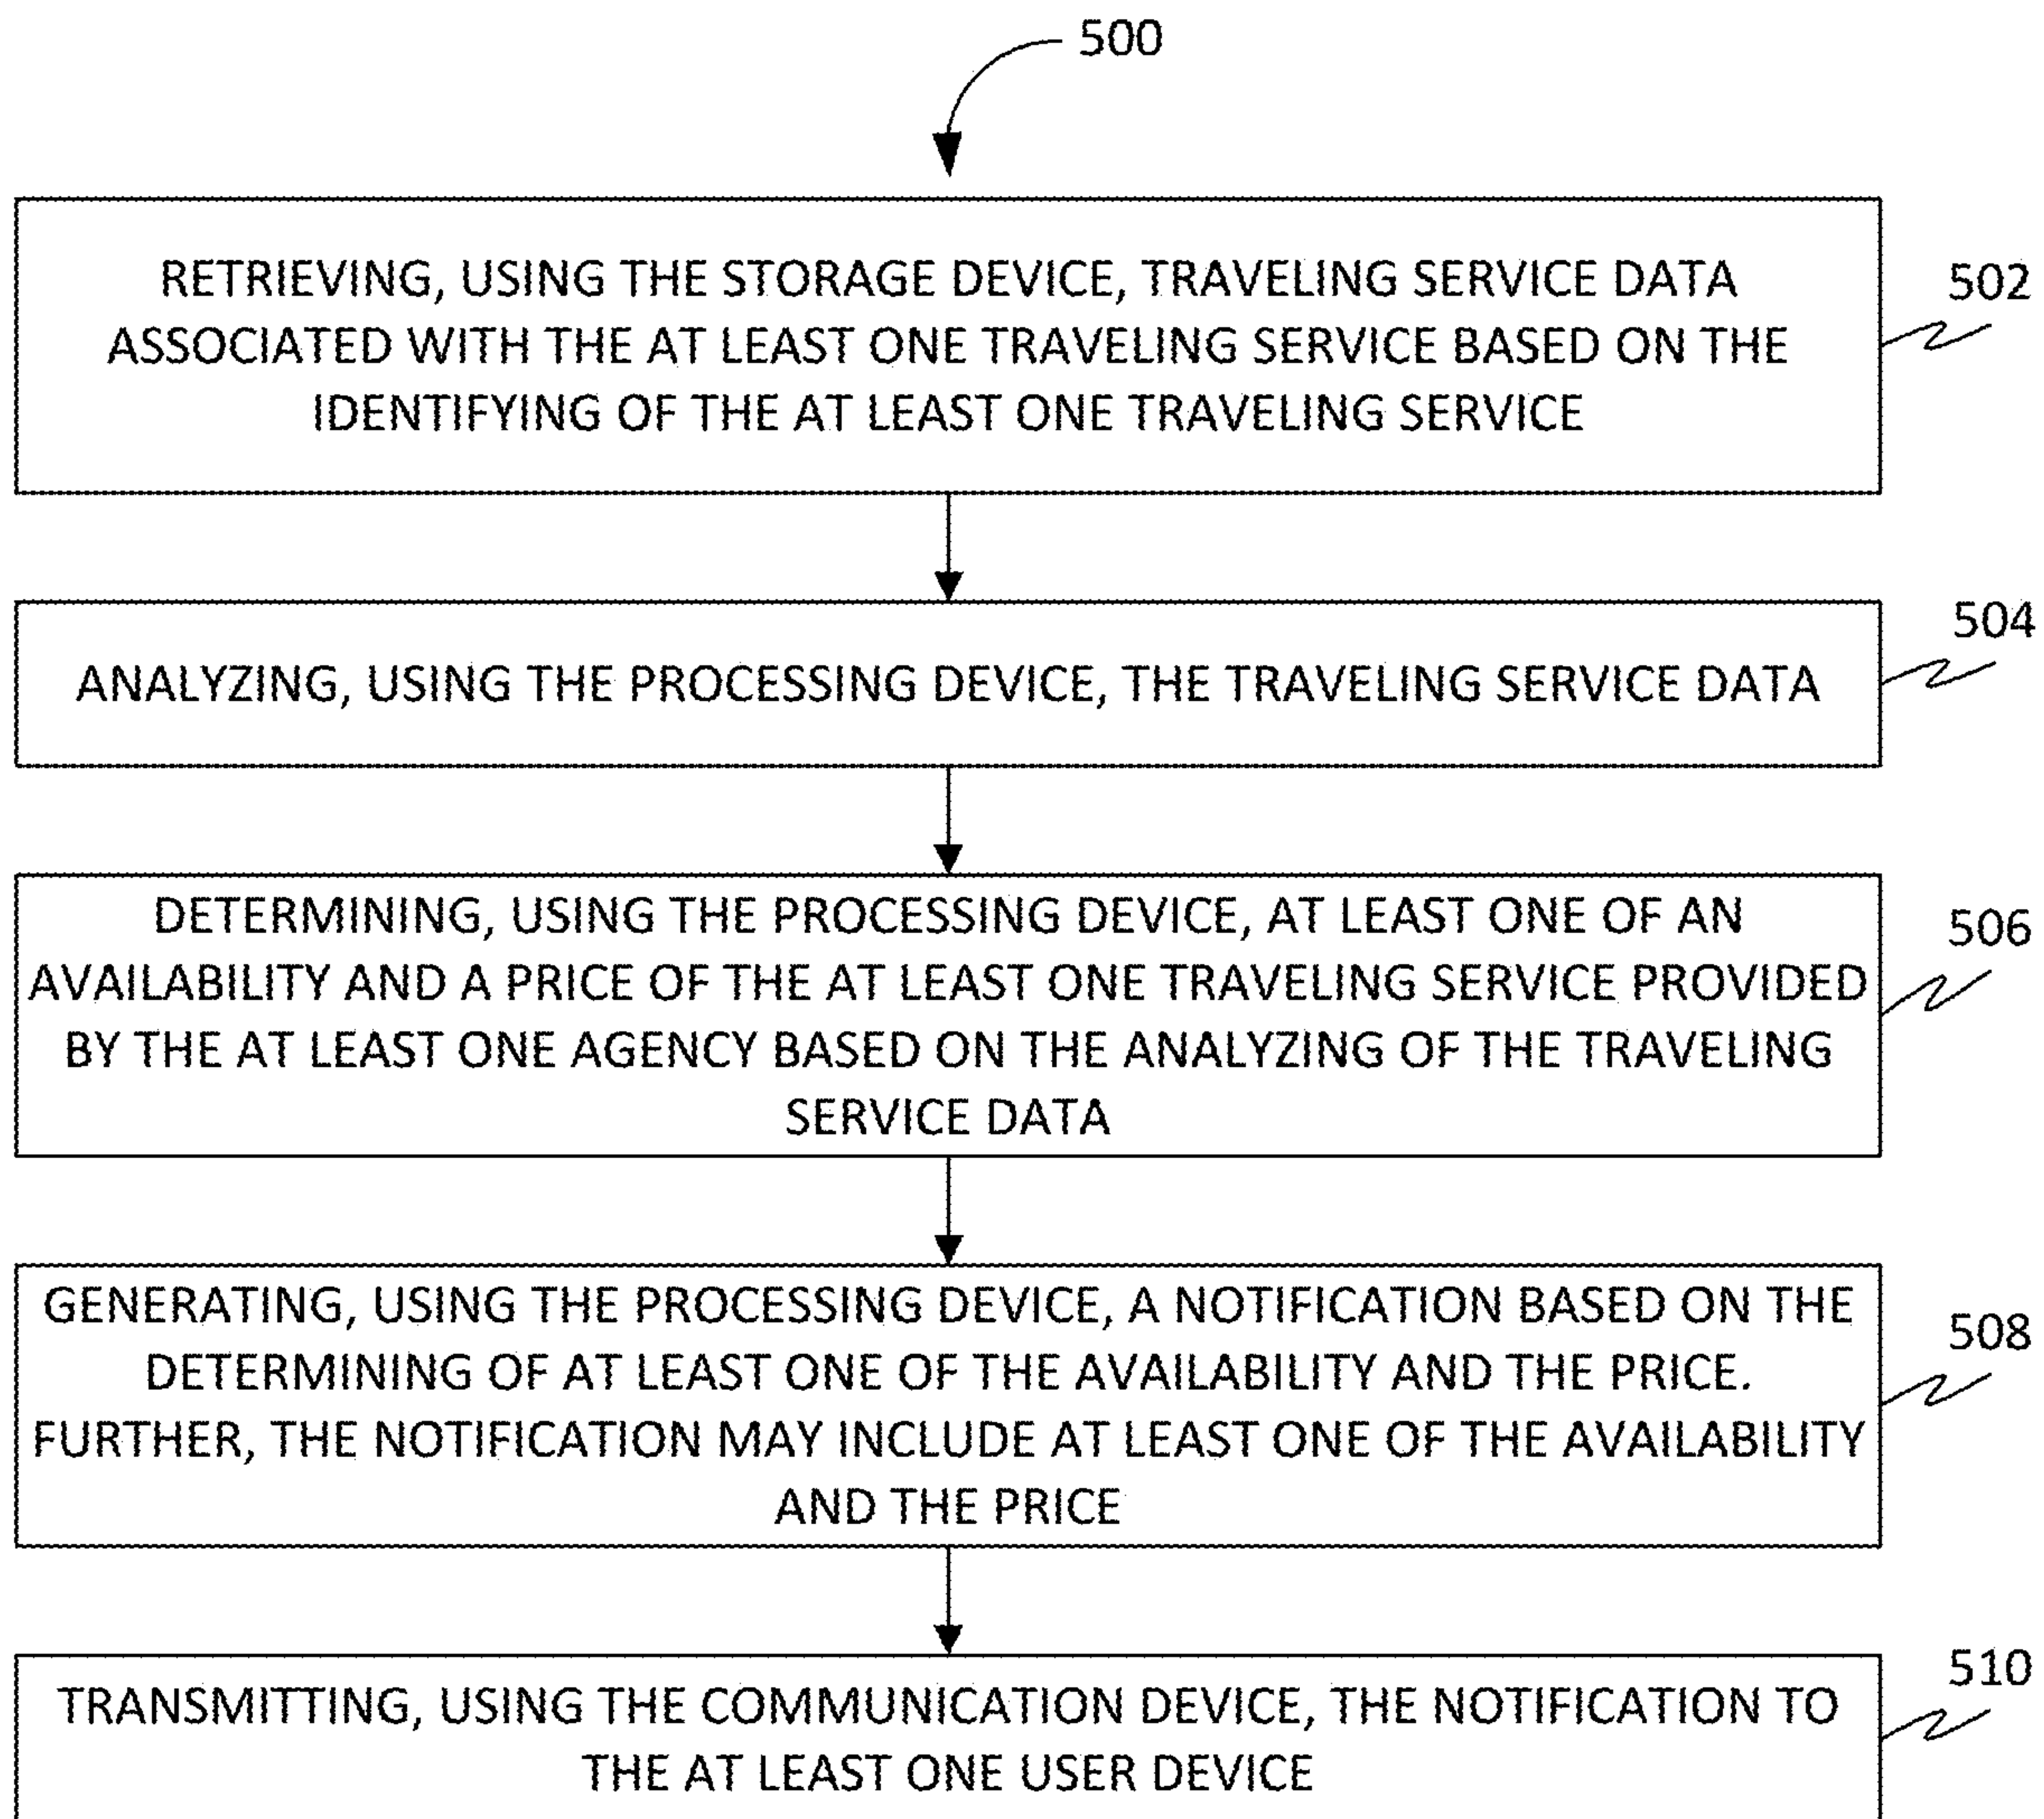 500
RETRIEVING, USING THE STORAGE DEVICE, TRAVELING SERVICE DATA
ASSOCIATED WITH THE AT LEAST ONE TRAVELING SERVICE BASED ON THE
IDENTIFYING OF THE AT LEAST ONE TRAVELING SERVICE
502
ANALYZING, USING THE PROCESSING DEVICE, THE TRAVELING SERVICE DATA
504
DETERMINING, USING THE PROCESSING DEVICE, AT LEAST ONE OF AN
AVAILABILITY AND A PRICE OF THE AT LEAST ONE TRAVELING SERVICE PROVIDED
BY THE AT LEAST ONE AGENCY BASED ON THE ANALYZING OF THE TRAVELING
SERVICE DATA
506
GENERATING, USING THE PROCESSING DEVICE, A NOTIFICATION BASED ON THE
DETERMINING OF AT LEAST ONE OF THE AVAILABILITY AND THE PRICE.
FURTHER, THE NOTIFICATION MAY INCLUDE AT LEAST ONE OF THE AVAILABILITY
AND THE PRICE
508
TRANSMITTING, USING THE COMMUNICATION DEVICE, THE NOTIFICATION TO
THE AT LEAST ONE USER DEVICE
510